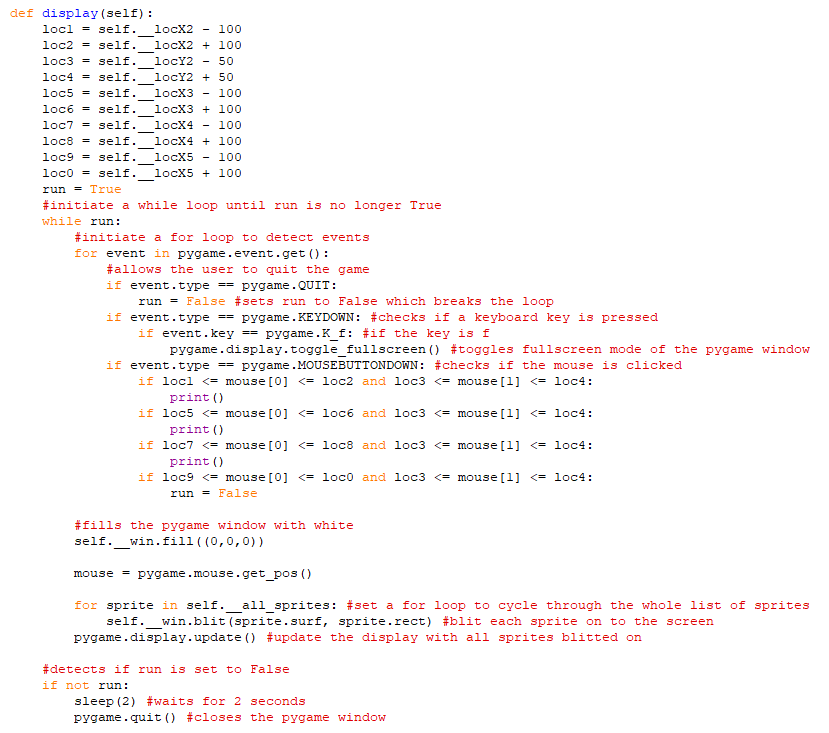 def display(self):
    loc1 = self.__locX2 - 100
    loc2 = self.__locX2 + 100
    loc3 = self.__locY2 - 50
    loc4 = self.__locY2 + 50
    loc5 = self.__locX3 - 100
    loc6 = self.__locX3 + 100
    loc7 = self.__locX4 - 100
    loc8 = self.__locX4 + 100
    loc9 = self.__locX5 - 100
    loc0 = self.__locX5 + 100
    run = True
    #initiate a while loop until run is no longer True
    while run:
        #initiate a for loop to detect events
        for event in pygame.event.get():
            #allows the user to quit the game
            if event.type == pygame.QUIT:
                run = False #sets run to False which breaks the loop
            if event.type == pygame.KEYDOWN: #checks if a keyboard key is pressed
                if event.key == pygame.K_f: #if the key is f
                    pygame.display.toggle_fullscreen() #toggles fullscreen mode of the pygame window
            if event.type == pygame.MOUSEBUTTONDOWN: #checks if the mouse is clicked
                if loc1 <= mouse[0] <= loc2 and loc3 <= mouse[1] <= loc4:
                    print()
                if loc5 <= mouse[0] <= loc6 and loc3 <= mouse[1] <= loc4:
                    print()
                if loc7 <= mouse[0] <= loc8 and loc3 <= mouse[1] <= loc4:
                    print()
                if loc9 <= mouse[0] <= loc0 and loc3 <= mouse[1] <= loc4:
                    run = False

        #fills the pygame window with white
        self.__win.fill((0,0,0))

        mouse = pygame.mouse.get_pos()

        for sprite in self.__all_sprites: #set a for loop to cycle through the whole list of sprites
            self.__win.blit(sprite.surf, sprite.rect) #blit each sprite on to the screen
        pygame.display.update() #update the display with all sprites blitted on

    #detects if run is set to False
    if not run:
        sleep(2) #waits for 2 seconds
        pygame.quit() #closes the pygame window